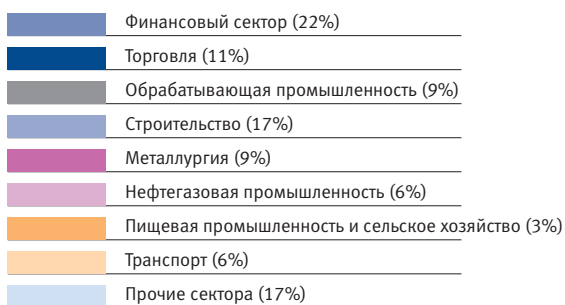 Финансовый сектор (22%)
Торговля (11%)
Обрабатывающая промышленность (9%)
Строительство (17%)
Металлургия (9%)
Нефтегазовая промышленность (6%)
Пищевая промышленность и сельское хозяйство (3%)
Транспорт (6%)
Прочие сектора (17%)